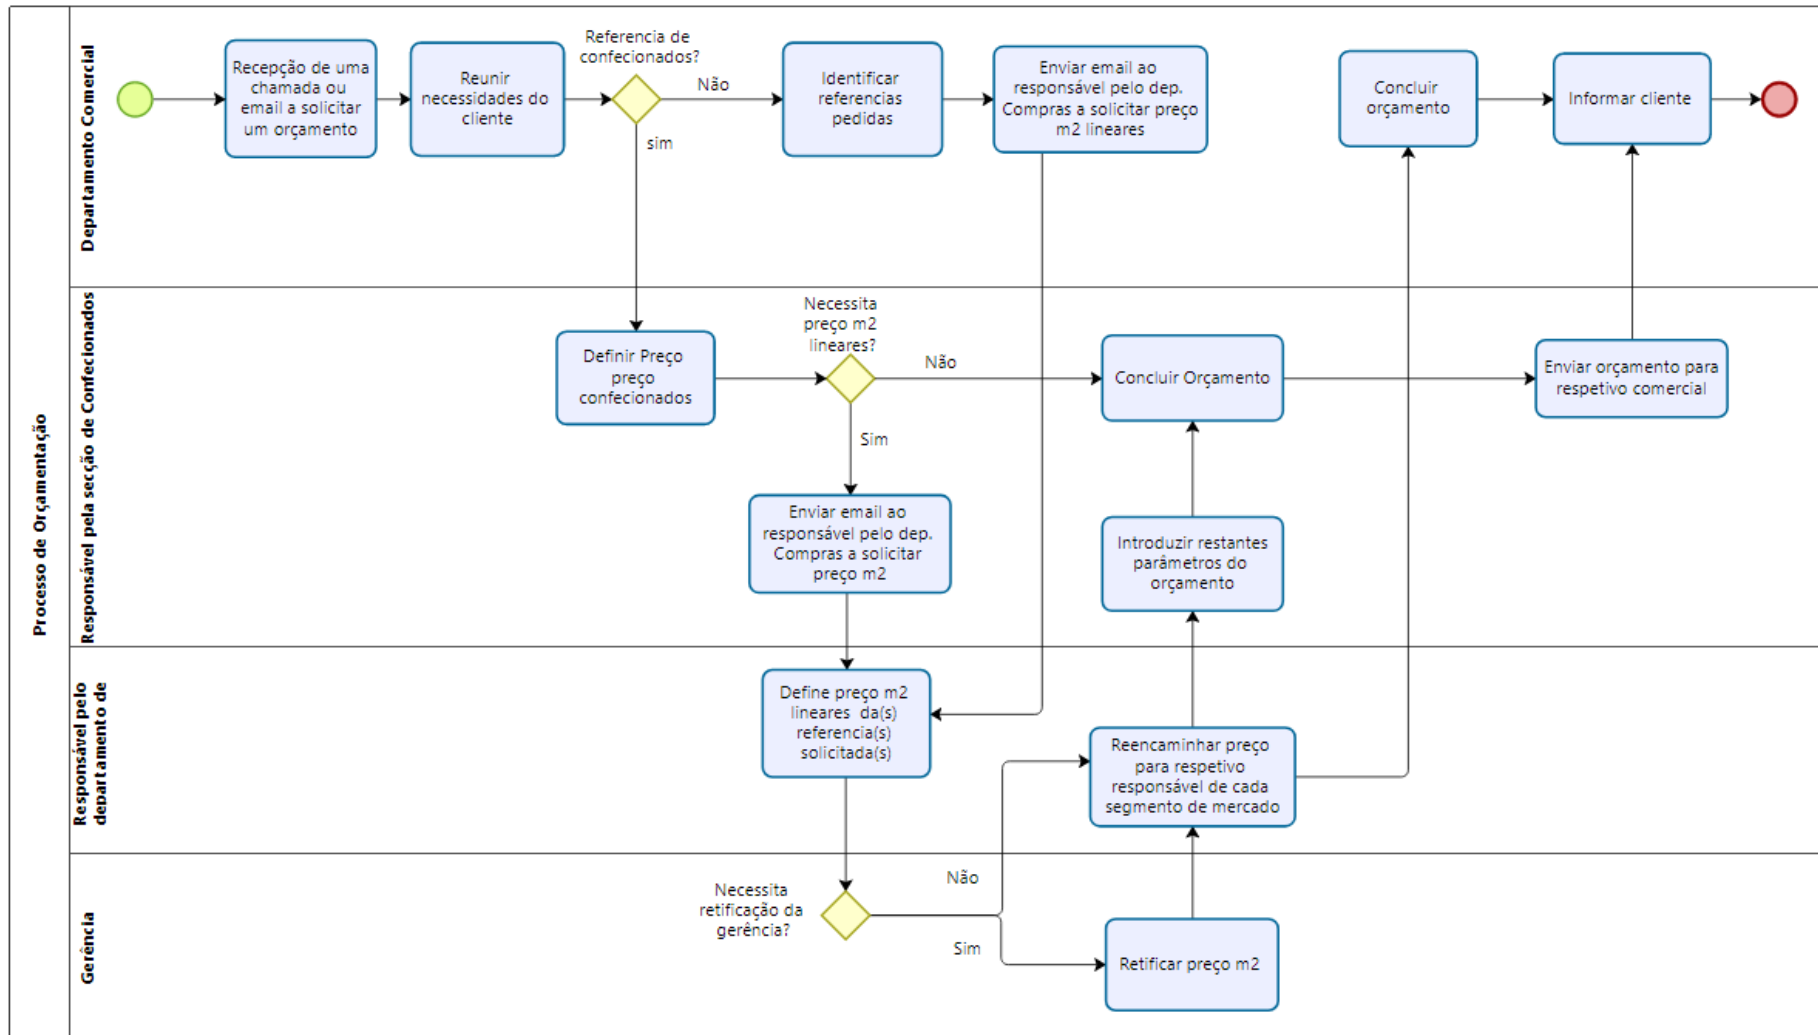 Processo de Orçamentação
Departamento Comercial
Recepção de uma
chamada ou
email a solicitar
um orçamento
Reunir
necessidades do
cliente
Referencia de
confecionados?
Não
sim
Identificar
referencias
pedidas
Enviar email ao
responsável pelo dep.
Compras a solicitar preço
m2 lineares
Concluir
orçamento
Informar cliente
Responsável pela secção de Confecionados
Definir Preço
preço
confecionados
Necessita
preço m2
lineares?
Não
Sim
Concluir Orçamento
Enviar orçamento para
respetivo comercial
Enviar email ao
responsável pelo dep.
Compras a solicitar
preço m2
Introduzir restantes
parâmetros do
orçamento
Responsável pelo
departamento de
Define preço m2
lineares da(s)
referencia(s)
solicitada(s)
Reencaminhar preço
para respetivo
responsável de cada
segmento de mercado
Gerência
Necessita
retificação da
gerência?
Não
Sim
Retificar preço m2